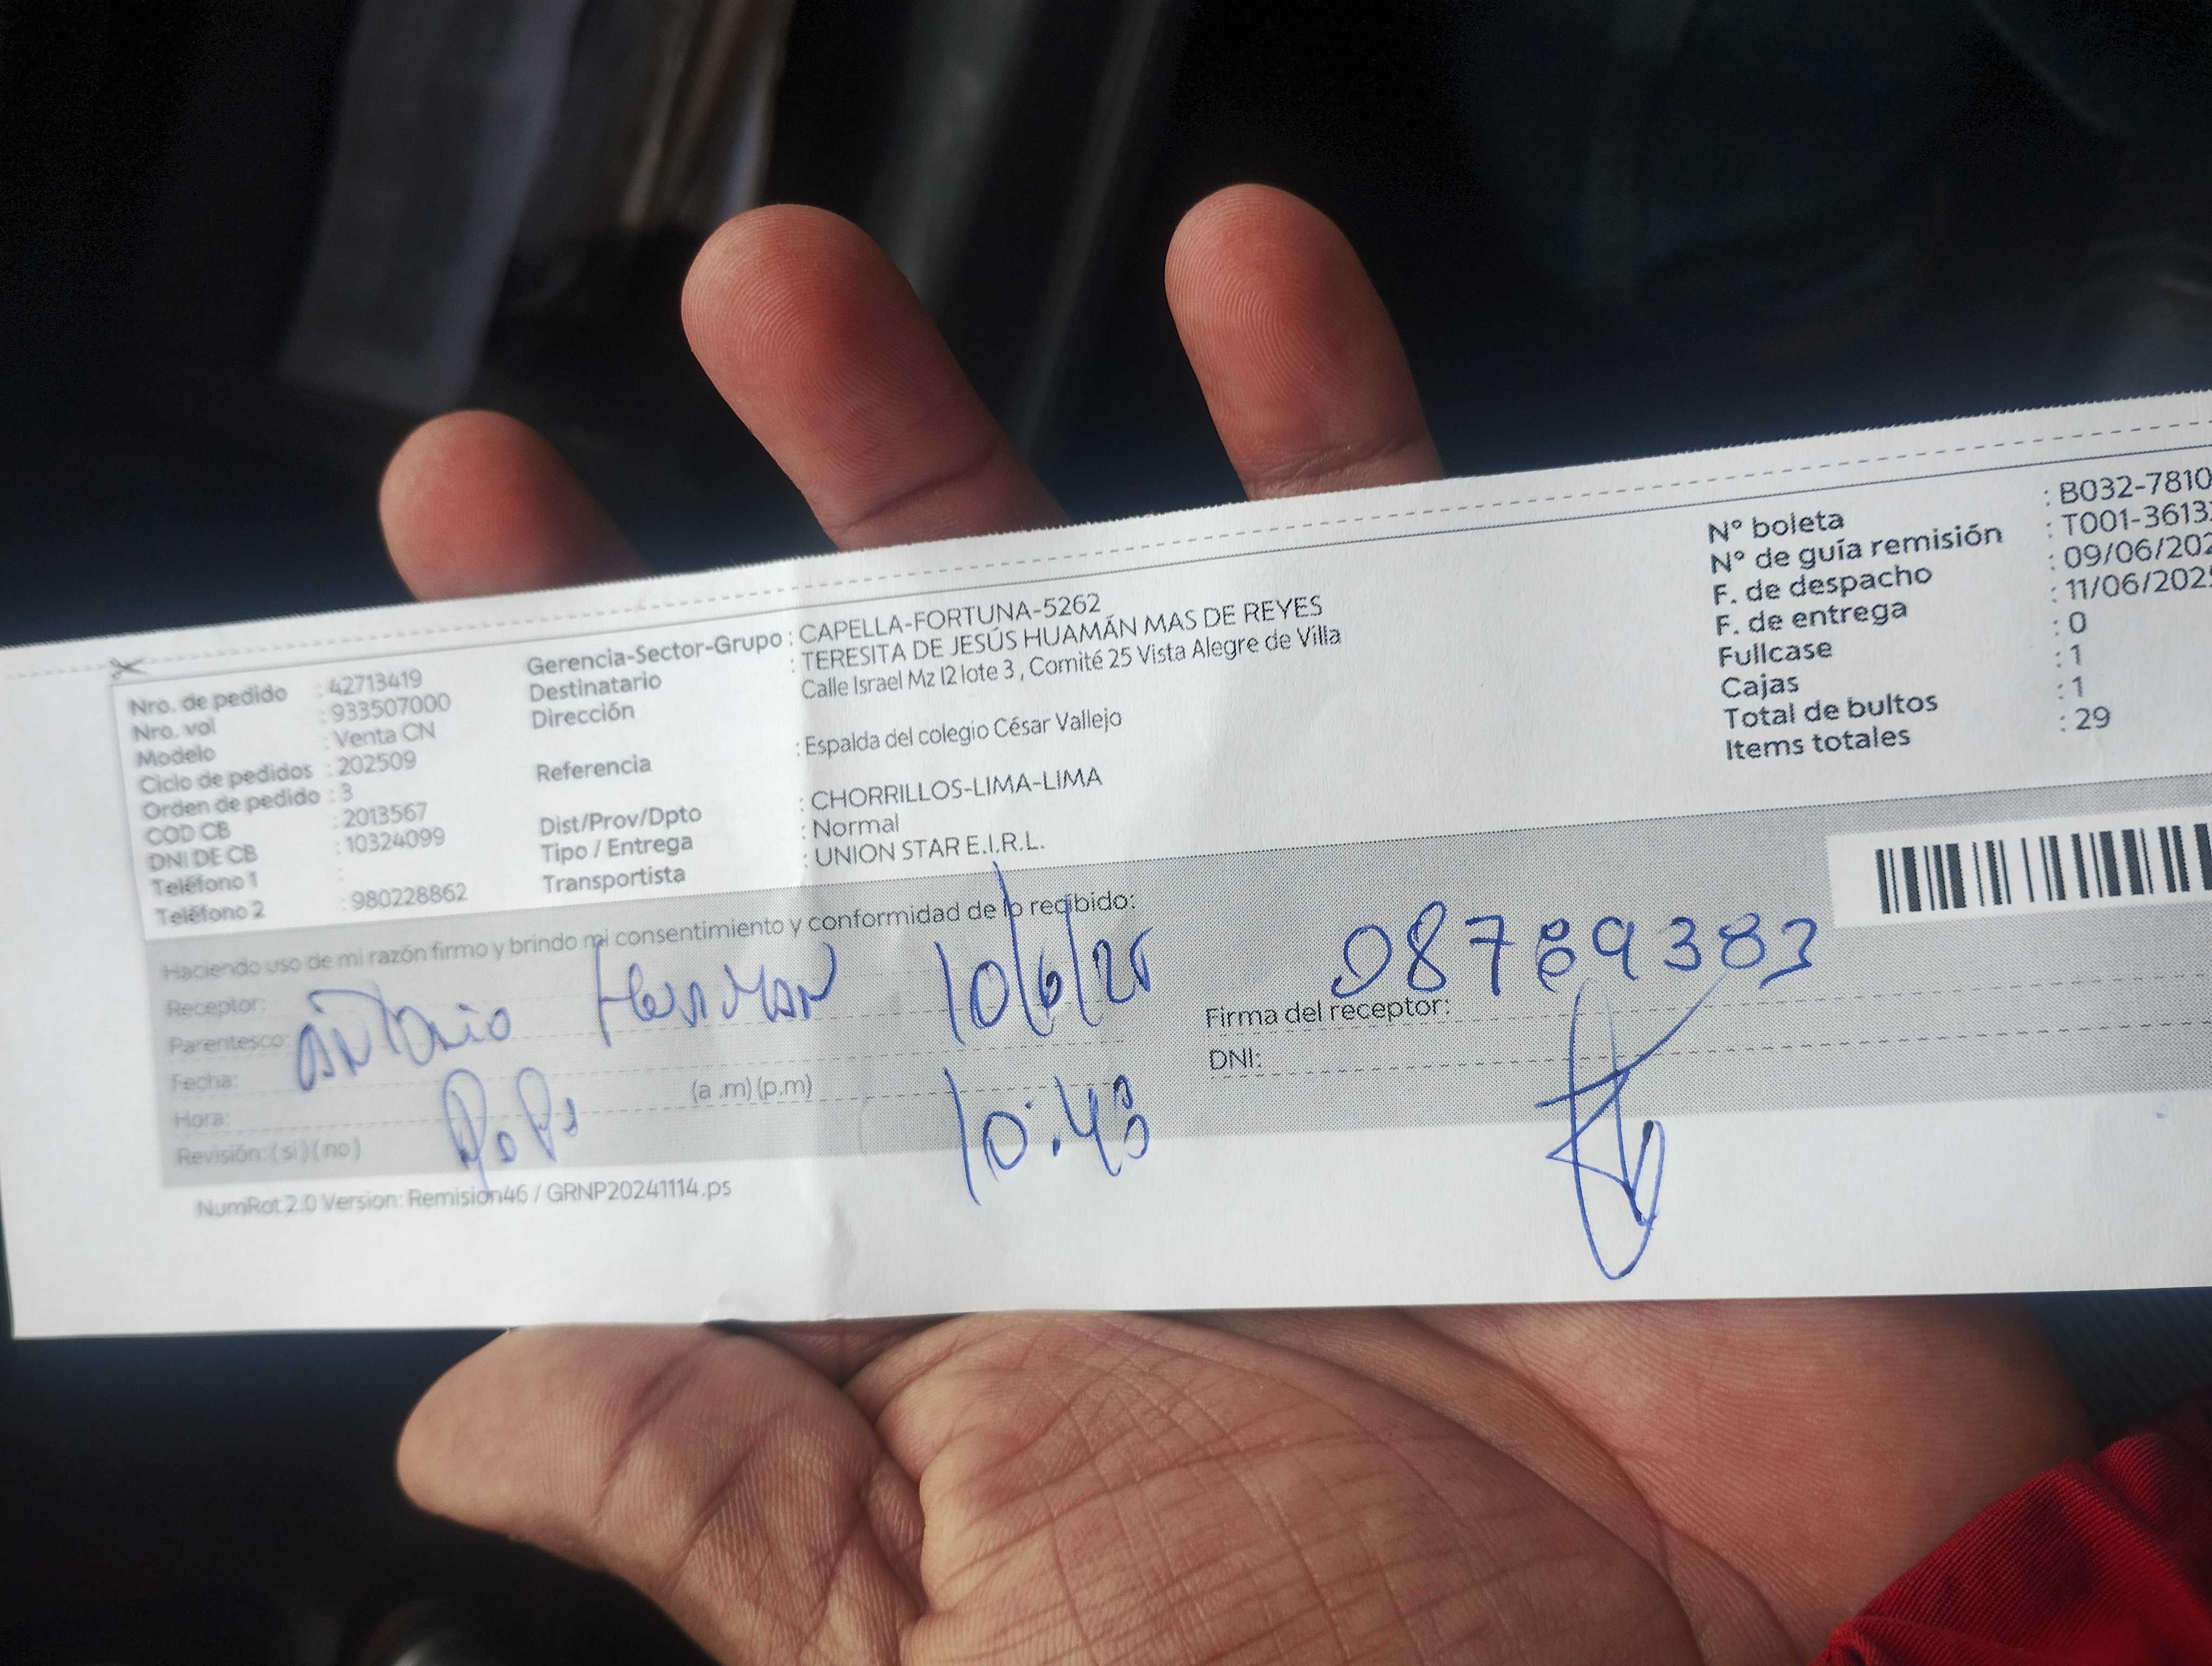 Nro. de pedido : 42713419
Nro. vol : 933507000
Modelo : Venta CN
Ciclo de pedidos : 202509
Orden de pedido : 3
COD CB : 2013567
DNI DE CB : 10324099
Teléfono 1 :
Teléfono 2 : 980228862
Gerencia-Sector-Grupo : CAPELLA-FORTUNA-5262
Destinatario : TERESITA DE JESÚS HUAMÁN MAS DE REYES
Dirección Calle Israel Mz I2 lote 3 , Comité 25 Vista Alegre de Villa
Referencia : Espalda del colegio César Vallejo
Dist/Prov/Dpto : CHORRILLOS-LIMA-LIMA
Tipo / Entrega : Normal
Transportista : UNION STAR E.I.R.L.
N° boleta : B032-7810
N° de guía remisión : T001-3613
F. de despacho : 09/06/202
F. de entrega : 11/06/202
Fullcase : 0
Cajas : 1
Total de bultos : 1
Items totales : 29
Haciendo uso de mi razón firmo y brindo mi consentimiento y conformidad de lo recibido:
Receptor:
Parentesco: Antonio 10/6/25
Fecha:
Hora: (a .m) (p.m) 10:43
Revisión: ( si ) ( no )
Firma del receptor:
DNI:
NumRot 2.0 Version: Remision46 / GRNP20241114.ps